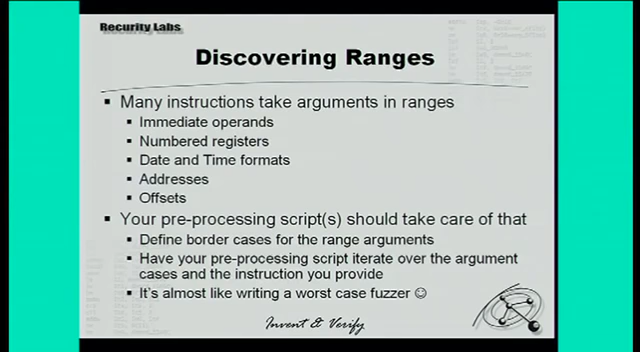 Recurity Labs
Discovering Ranges
▪ Many instructions take arguments in ranges
▪ Immediate operands
▪ Numbered registers
▪ Date and Time formats
▪ Addresses
▪ Offsets
▪ Your pre-processing script(s) should take care of that
▪ Define border cases for the range arguments
▪ Have your pre-processing script iterate over the argument
cases and the instruction you provide
▪ It's almost like writing a worst case fuzzer ☺
Invent & Verify